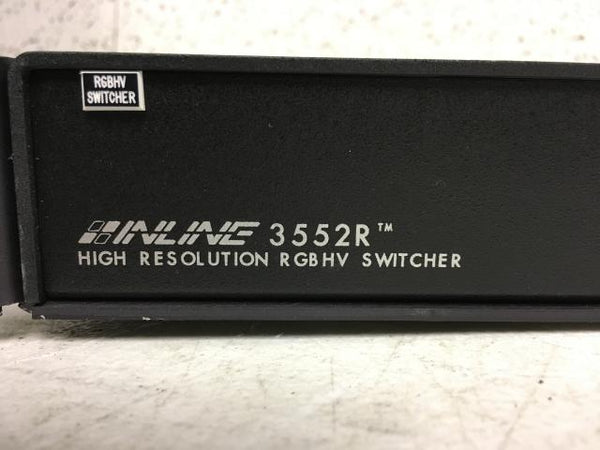 RGBHV
SWITCHER
INLINE 3552R™
HIGH RESOLUTION RGBHV SWITCHER